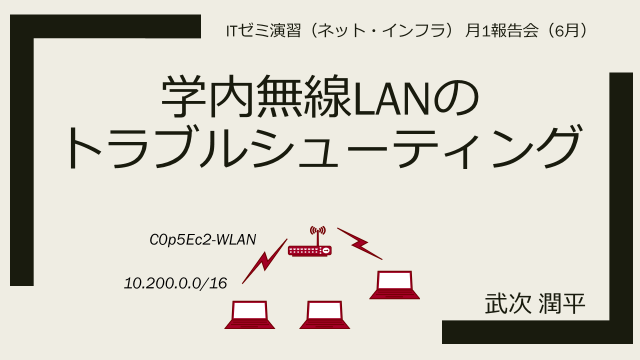 ITゼミ演習（ネット・インフラ） 月1報告会（6月）
学内無線LANの
トラブルシューティング
C0p5Ec2-WLAN
10.200.0.0/16
武次 潤平